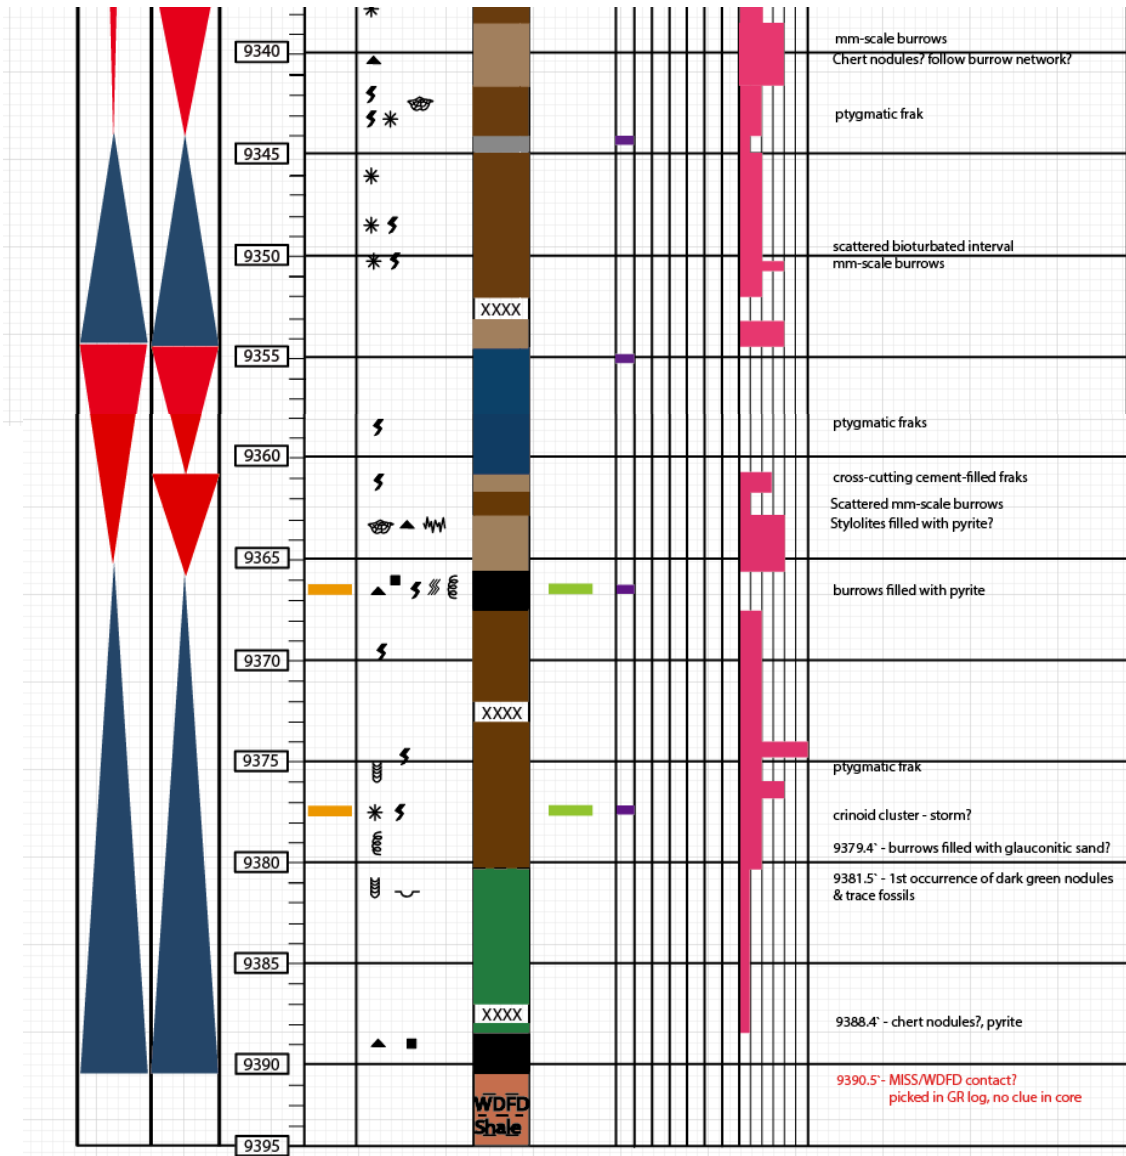 mm-scale burrows
9340
Chert nodules? follow burrow network?
ptygmatic frak
9345
scattered bioturbated interval
9350
mm-scale burrows
XXXX
9355
ptygmatic fraks
9360
cross-cutting cement-filled fraks
Scattered mm-scale burrows
Stylolites filled with pyrite?
9365
burrows filled with pyrite
9370
XXXX
9375
ptygmatic frak
crinoid cluster - storm?
9379.4` - burrows filled with glauconitic sand?
9380
9381.5` - 1st occurrence of dark green nodules
& trace fossils
9385
XXXX
9388.4` - chert nodules?, pyrite
9390
9390.5`- MISS/WDFD contact?
picked in GR log, no clue in core
WDFD
Shale
9395